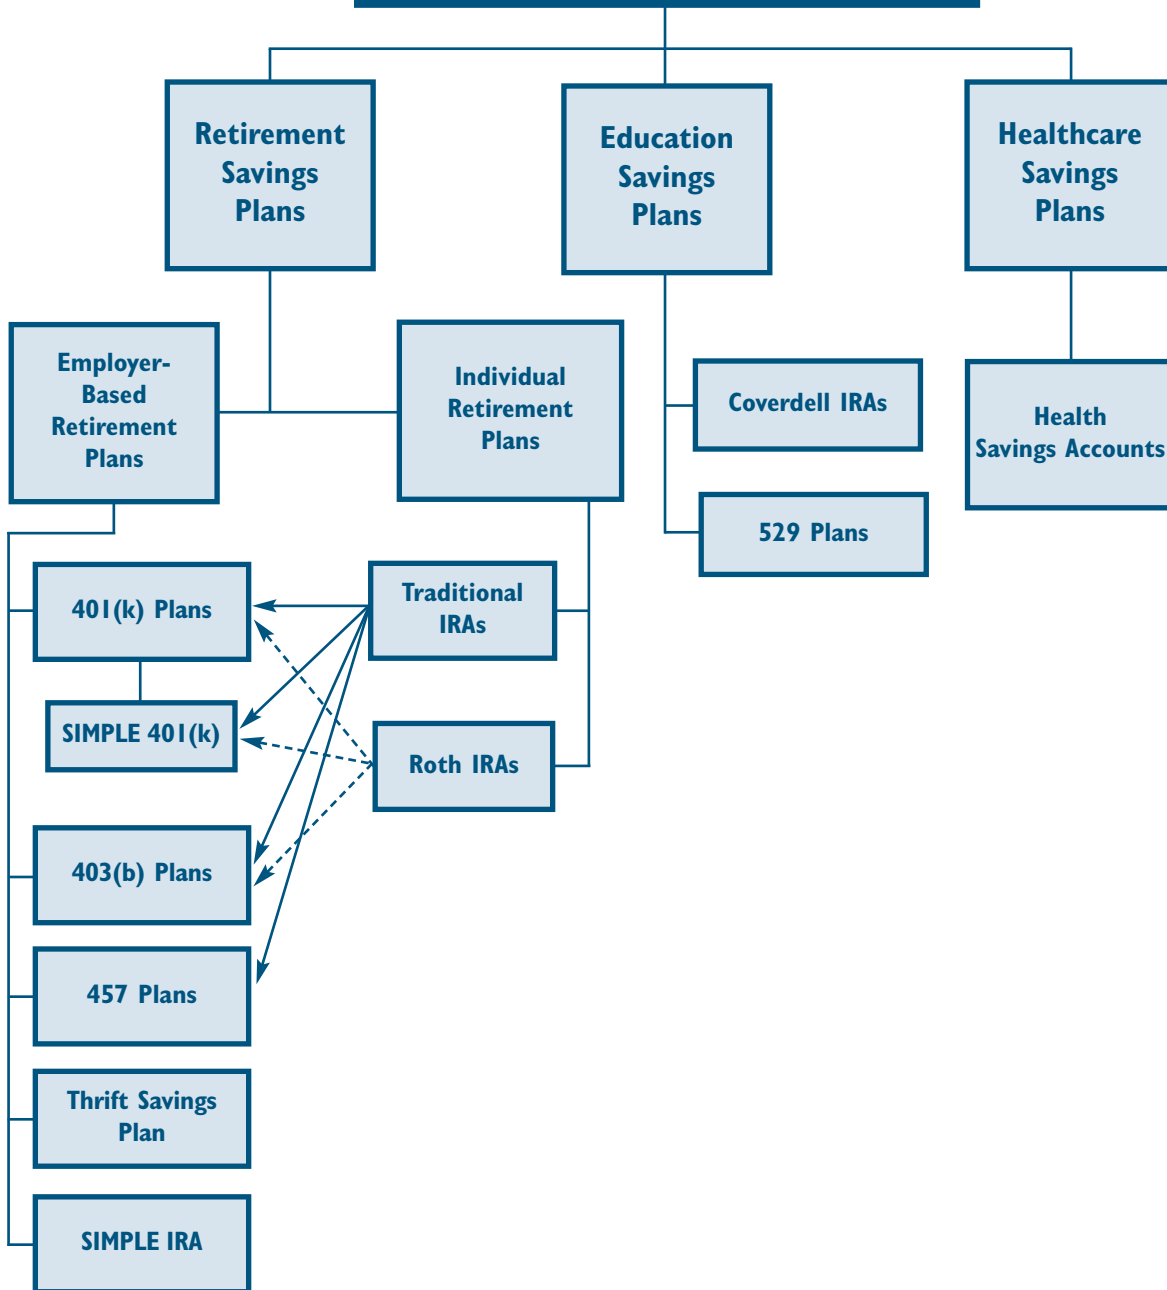 Retirement
Savings
Plans
Education
Savings
Plans
Healthcare
Savings
Plans
Employer-
Based
Retirement
Plans
Individual
Retirement
Plans
Coverdell IRAs
Health
Savings Accounts
529 Plans
401(k) Plans
Traditional
IRAs
SIMPLE 401(k)
Roth IRAs
403(b) Plans
457 Plans
Thrift Savings
Plan
SIMPLE IRA